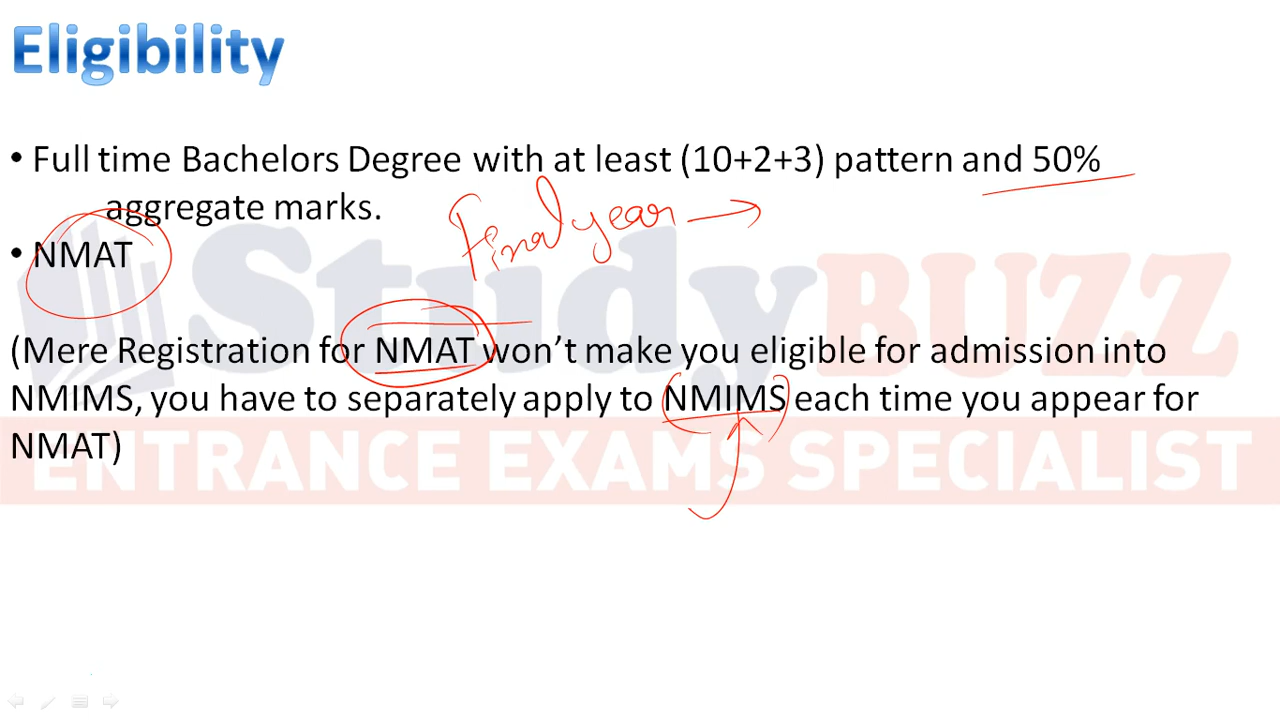 Eligibility
• Full time Bachelors Degree with at least (10+2+3) pattern and 50%
aggregate marks.
Final year →
• NMAT
StudyBUZZ
(Mere Registration for NMAT won't make you eligible for admission into
NMIMS, you have to separately apply to NMIMS each time you appear for
NMAT)
ENTRANCE EXAMS SPECIALIST